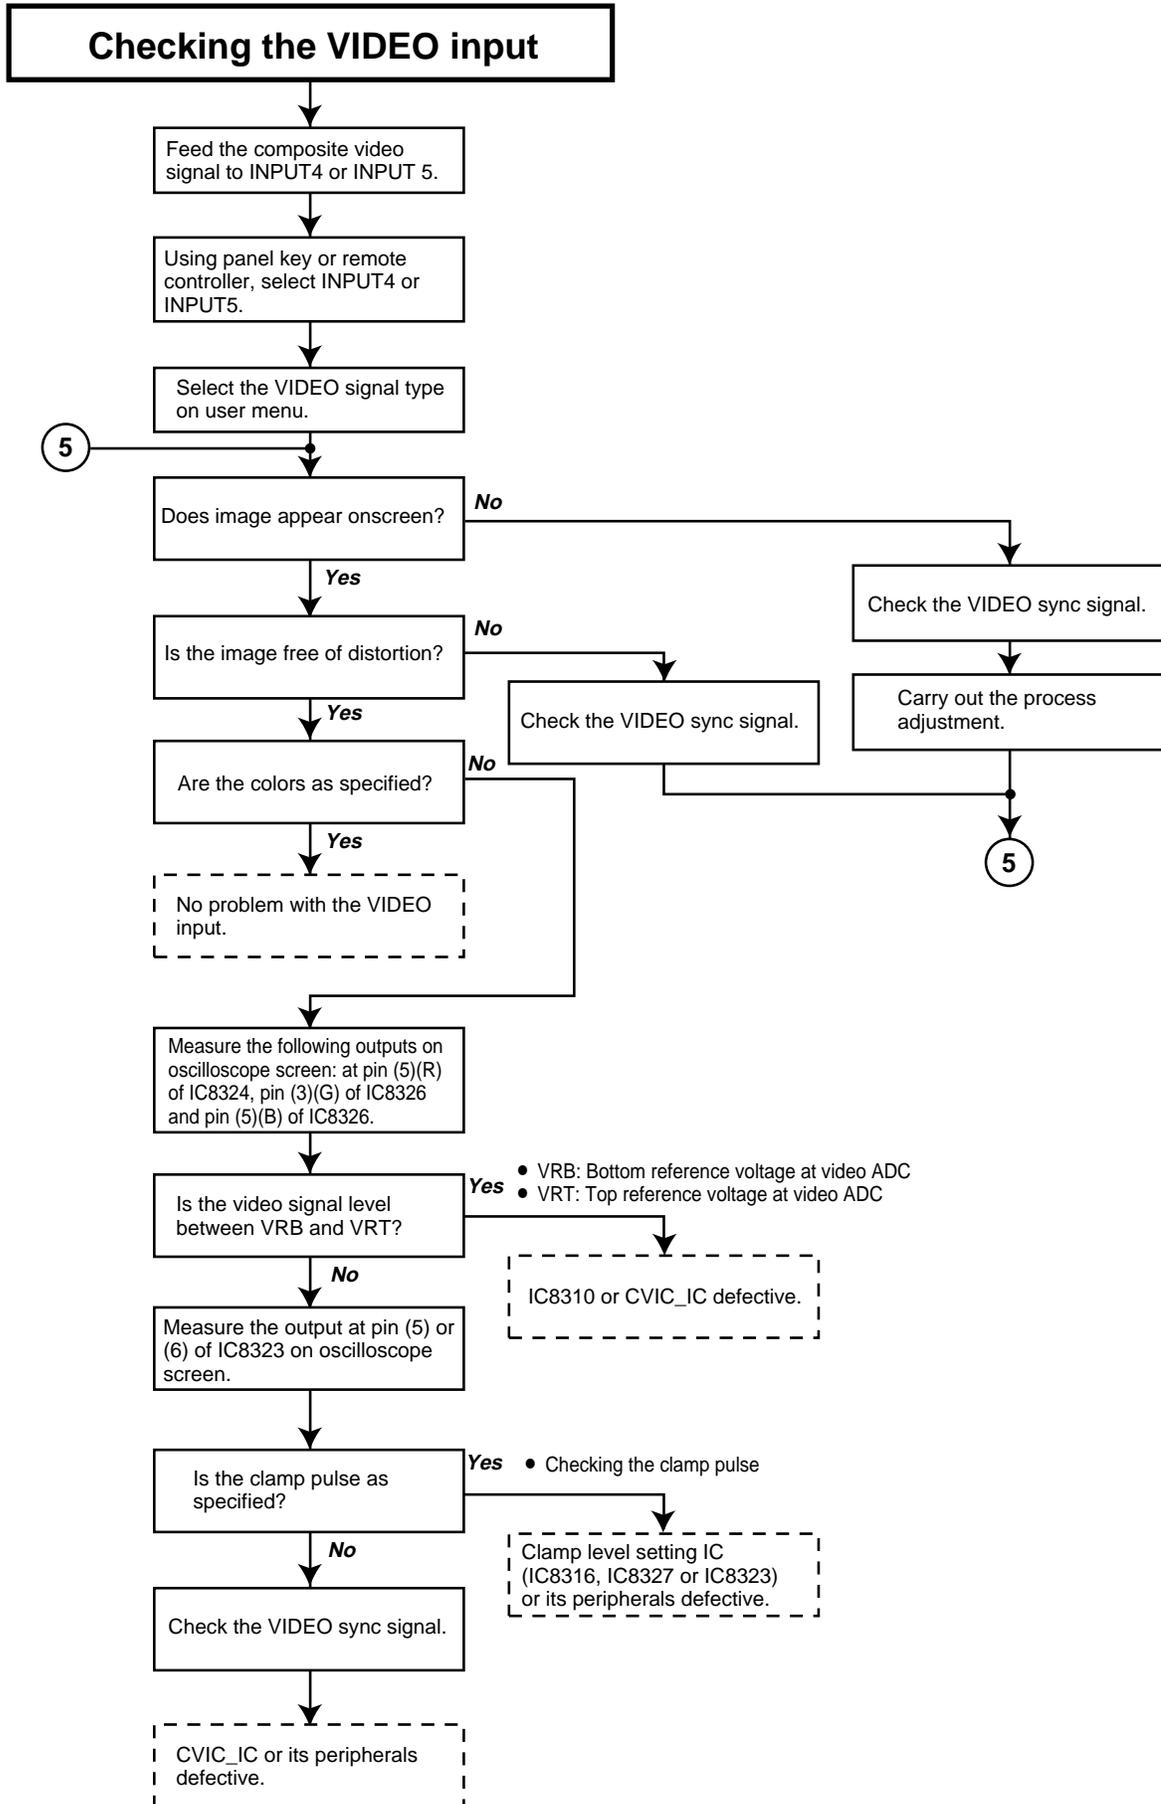 Checking the VIDEO input
Feed the composite video
signal to INPUT4 or INPUT 5.
Using panel key or remote
controller, select INPUT4 or
INPUT5.
Select the VIDEO signal type
on user menu.
5
Does image appear onscreen?
No
Yes
Check the VIDEO sync signal.
Is the image free of distortion?
No
Yes
Check the VIDEO sync signal.
Carry out the process
adjustment.
Are the colors as specified?
No
Yes
5
No problem with the VIDEO
input.
Measure the following outputs on
oscilloscope screen: at pin (5)(R)
of IC8324, pin (3)(G) of IC8326
and pin (5)(B) of IC8326.
Is the video signal level
between VRB and VRT?
Yes
● VRB: Bottom reference voltage at video ADC
● VRT: Top reference voltage at video ADC
No
IC8310 or CVIC_IC defective.
Measure the output at pin (5) or
(6) of IC8323 on oscilloscope
screen.
Is the clamp pulse as
specified?
Yes
● Checking the clamp pulse
No
Clamp level setting IC
(IC8316, IC8327 or IC8323)
or its peripherals defective.
Check the VIDEO sync signal.
CVIC_IC or its peripherals
defective.